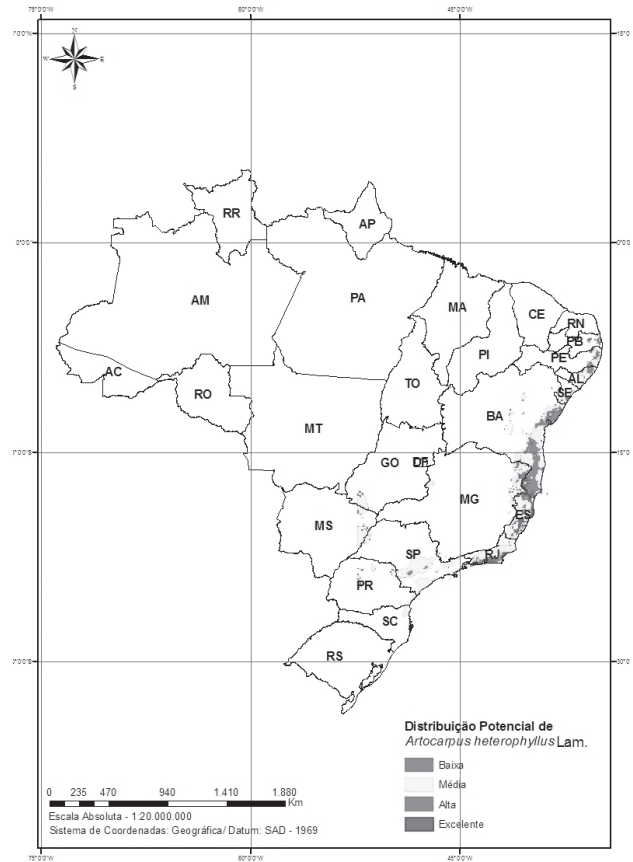 75°0'0"W 60°0'0"W 45°0'0"W
N
W E
S
RR
AP
0°0'0" 0°0'0"
AM
PA
MA
CE
RN
PB
PI
PE
AC
AL
TO
SE
RO
BA
MT
GO
DF
15°0'0"S
MG
MS
ES
SP
RJ
PR
SC
RS
Distribuição Potencial de
Artocarpus heterophyllus Lam.
Baixa
Média
Alta
Excelente
0 235 470 940 1.410 1.880
Km
Escala Absoluta - 1:20.000.000
Sistema de Coordenadas: Geográfica/ Datum: SAD - 1969
75°0'0"W 60°0'0"W 45°0'0"W